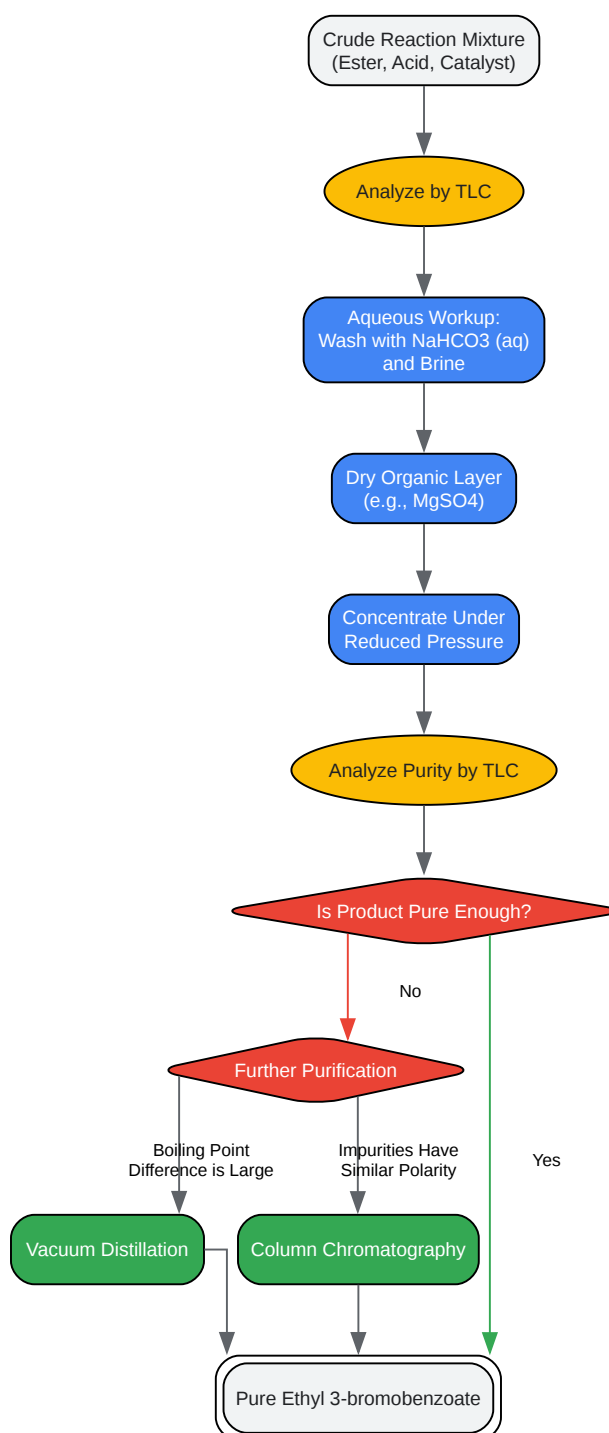 Crude Reaction Mixture
(Ester, Acid, Catalyst)
Analyze by TLC
Aqueous Workup:
Wash with NaHCO3 (aq)
and Brine
Dry Organic Layer
(e.g., MgSO4)
Concentrate Under
Reduced Pressure
Analyze Purity by TLC
Is Product Pure Enough?
No
Further Purification
Boiling Point
Difference is Large
Impurities Have
Similar Polarity
Yes
Vacuum Distillation
Column Chromatography
Pure Ethyl 3-bromobenzoate